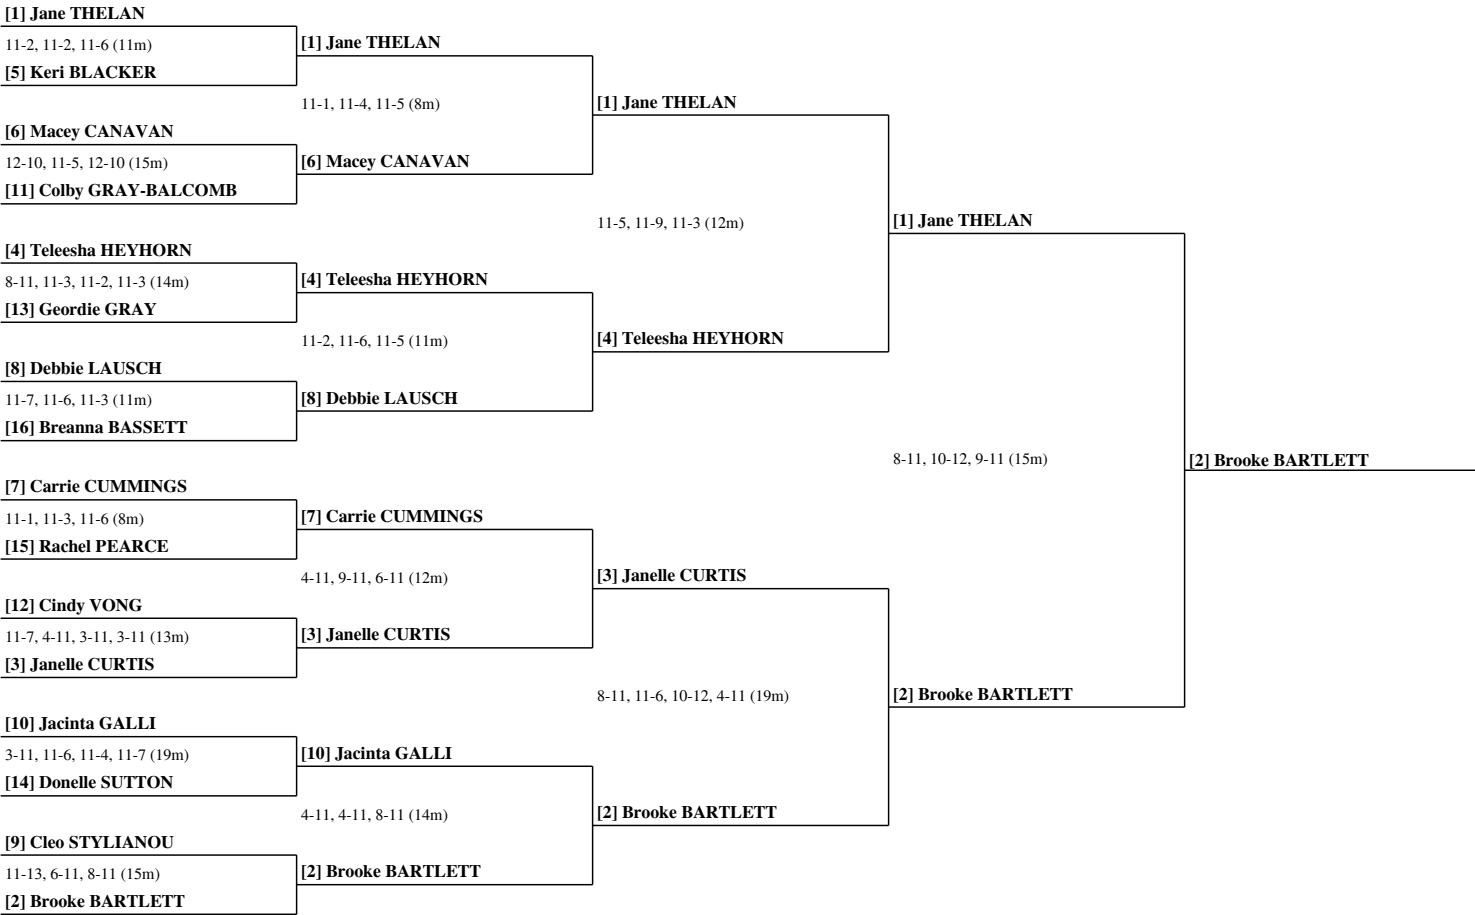 [1] Jane THELAN
11-2, 11-2, 11-6 (11m)
[5] Keri BLACKER
[6] Macey CANAVAN
12-10, 11-5, 12-10 (15m)
[11] Colby GRAY-BALCOMB
[4] Teleesha HEYHORN
8-11, 11-3, 11-2, 11-3 (14m)
[13] Geordie GRAY
[8] Debbie LAUSCH
11-7, 11-6, 11-3 (11m)
[16] Breanna BASSETT
[7] Carrie CUMMINGS
11-1, 11-3, 11-6 (8m)
[15] Rachel PEARCE
[12] Cindy VONG
11-7, 4-11, 3-11, 3-11 (13m)
[3] Janelle CURTIS
[10] Jacinta GALLI
3-11, 11-6, 11-4, 11-7 (19m)
[14] Donelle SUTTON
[9] Cleo STYLIANOU
11-13, 6-11, 8-11 (15m)
[2] Brooke BARTLETT
[1] Jane THELAN
11-1, 11-4, 11-5 (8m)
[6] Macey CANAVAN
[4] Teleesha HEYHORN
11-2, 11-6, 11-5 (11m)
[8] Debbie LAUSCH
[7] Carrie CUMMINGS
4-11, 9-11, 6-11 (12m)
[3] Janelle CURTIS
[10] Jacinta GALLI
4-11, 4-11, 8-11 (14m)
[2] Brooke BARTLETT
[1] Jane THELAN
11-5, 11-9, 11-3 (12m)
[4] Teleesha HEYHORN
[3] Janelle CURTIS
8-11, 11-6, 10-12, 4-11 (19m)
[2] Brooke BARTLETT
[1] Jane THELAN
8-11, 10-12, 9-11 (15m)
[2] Brooke BARTLETT
[2] Brooke BARTLETT